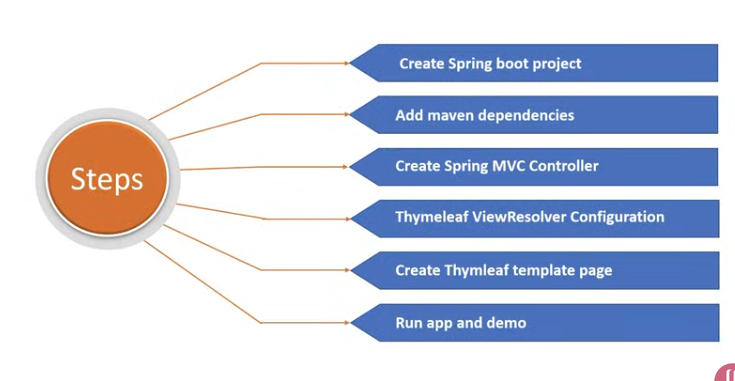 Steps
Create Spring boot project
Add maven dependencies
Create Spring MVC Controller
Thymeleaf ViewResolver Configuration
Create Thymleaf template page
Run app and demo